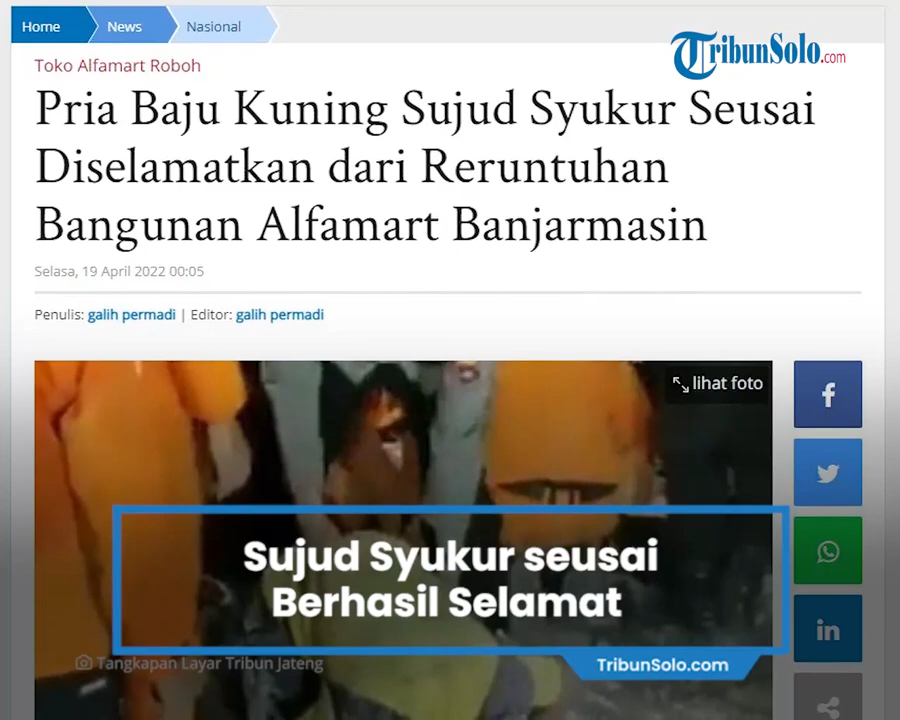 Home News Nasional
TribunSolo.com
Toko Alfamart Roboh
Pria Baju Kuning Sujud Syukur Seusai
Diselamatkan dari Reruntuhan
Bangunan Alfamart Banjarmasin
Selasa, 19 April 2022 00:05
Penulis: galih permadi | Editor: galih permadi
lihat foto
Sujud Syukur seusai
Berhasil Selamat
Tangkapan Layar Tribun Jateng
TribunSolo.com